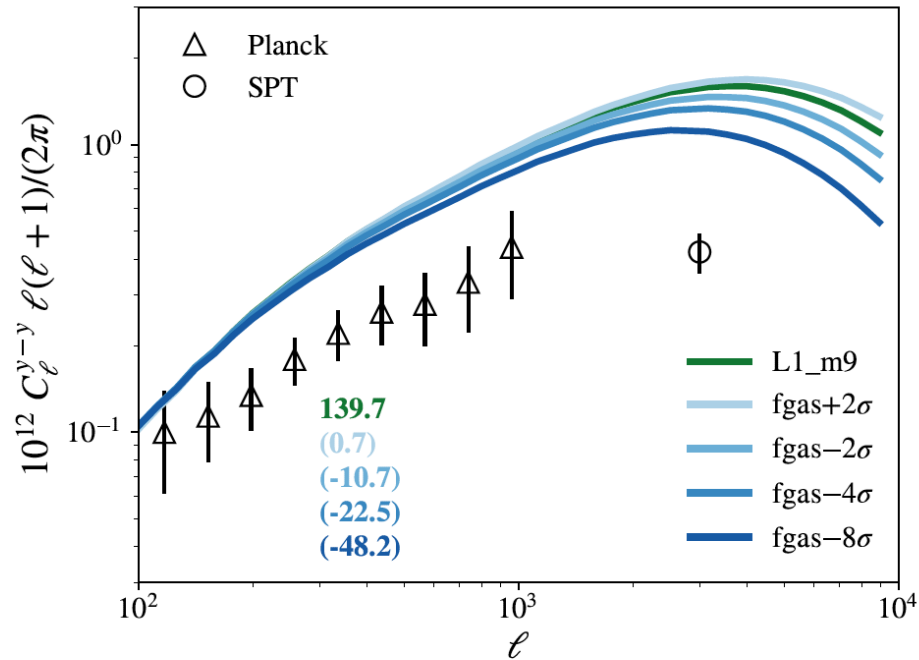 Planck
SPT
10^0
10^{-1}
10^{12} C_ℓ^{y-y} ℓ(ℓ + 1)/(2π)
139.7
(0.7)
(-10.7)
(-22.5)
(-48.2)
L1_m9
fgas+2σ
fgas−2σ
fgas−4σ
fgas−8σ
10^2
10^3
10^4
ℓ